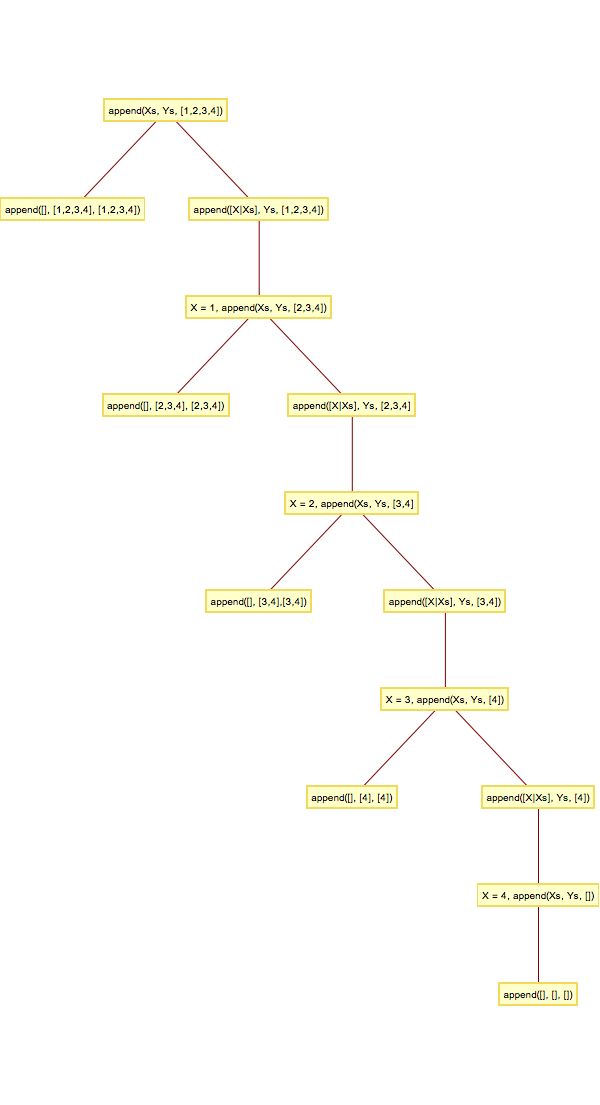 append(Xs, Ys, [1,2,3,4])
append([], [1,2,3,4], [1,2,3,4])
append([X|Xs], Ys, [1,2,3,4])
X = 1, append(Xs, Ys, [2,3,4])
append([], [2,3,4], [2,3,4])
append([X|Xs], Ys, [2,3,4]
X = 2, append(Xs, Ys, [3,4]
append([], [3,4],[3,4])
append([X|Xs], Ys, [3,4])
X = 3, append(Xs, Ys, [4])
append([], [4], [4])
append([X|Xs], Ys, [4])
X = 4, append(Xs, Ys, [])
append([], [], [])